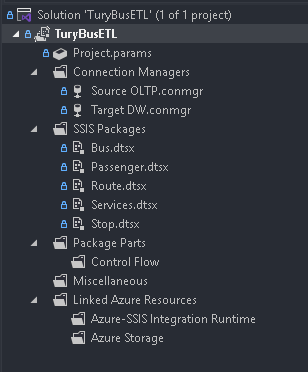 Solution 'TuryBusETL' (1 of 1 project)
TuryBusETL
Project.params
Connection Managers
Source OLTP.conmgr
Target DW.conmgr
SSIS Packages
Bus.dtsx
Passenger.dtsx
Route.dtsx
Services.dtsx
Stop.dtsx
Package Parts
Control Flow
Miscellaneous
Linked Azure Resources
Azure-SSIS Integration Runtime
Azure Storage